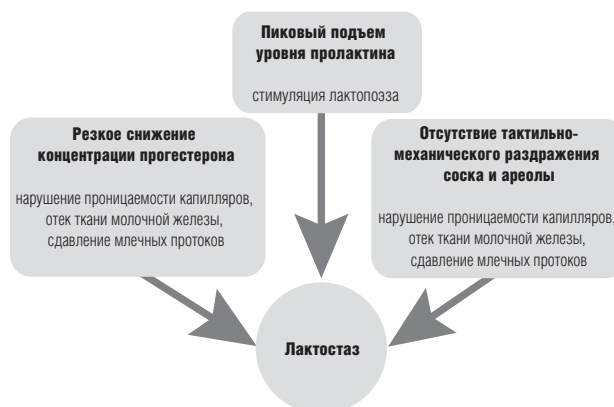 Пиковый подъем
уровня пролактина
стимуляция лактопоэза
Резкое снижение
концентрации прогестерона
нарушение проницаемости капилляров,
отек ткани молочной железы,
сдавление млечных протоков
Отсутствие тактильно-
механического раздражения
соска и ареолы
нарушение проницаемости капилляров,
отек ткани молочной железы,
сдавление млечных протоков
Лактостаз